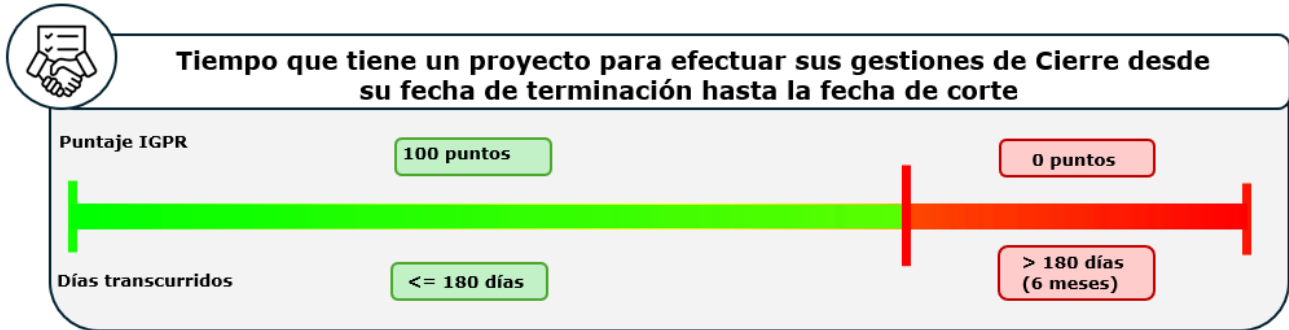 Tiempo que tiene un proyecto para efectuar sus gestiones de Cierre desde
su fecha de terminación hasta la fecha de corte
Puntaje IGPR
100 puntos
0 puntos
Días transcurridos
<= 180 días
> 180 días
(6 meses)